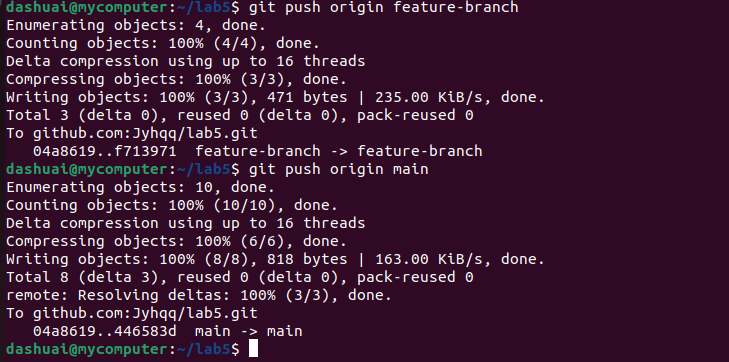 dashuai@mycomputer:~/lab5$ git push origin feature-branch
Enumerating objects: 4, done.
Counting objects: 100% (4/4), done.
Delta compression using up to 16 threads
Compressing objects: 100% (3/3), done.
Writing objects: 100% (3/3), 471 bytes | 235.00 KiB/s, done.
Total 3 (delta 0), reused 0 (delta 0), pack-reused 0
To github.com:Jyhqq/lab5.git
   04a8619..f713971  feature-branch -> feature-branch
dashuai@mycomputer:~/lab5$ git push origin main
Enumerating objects: 10, done.
Counting objects: 100% (10/10), done.
Delta compression using up to 16 threads
Compressing objects: 100% (6/6), done.
Writing objects: 100% (8/8), 818 bytes | 163.00 KiB/s, done.
Total 8 (delta 3), reused 0 (delta 0), pack-reused 0
remote: Resolving deltas: 100% (3/3), done.
To github.com:Jyhqq/lab5.git
   04a8619..446583d  main -> main
dashuai@mycomputer:~/lab5$